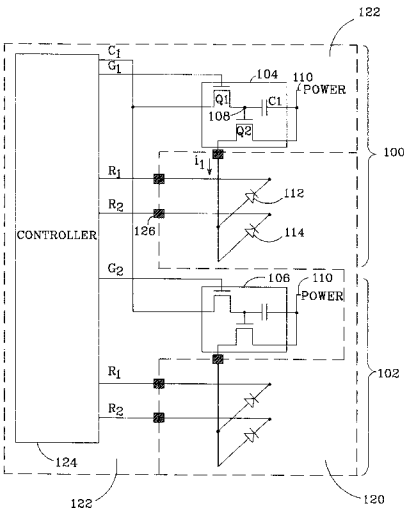 122
C1
G1
104
110
POWER
Q1
C1
108
Q2
i1
100
R1
112
R2
126
114
CONTROLLER
G2
106
110
POWER
R1
102
R2
124
122
120